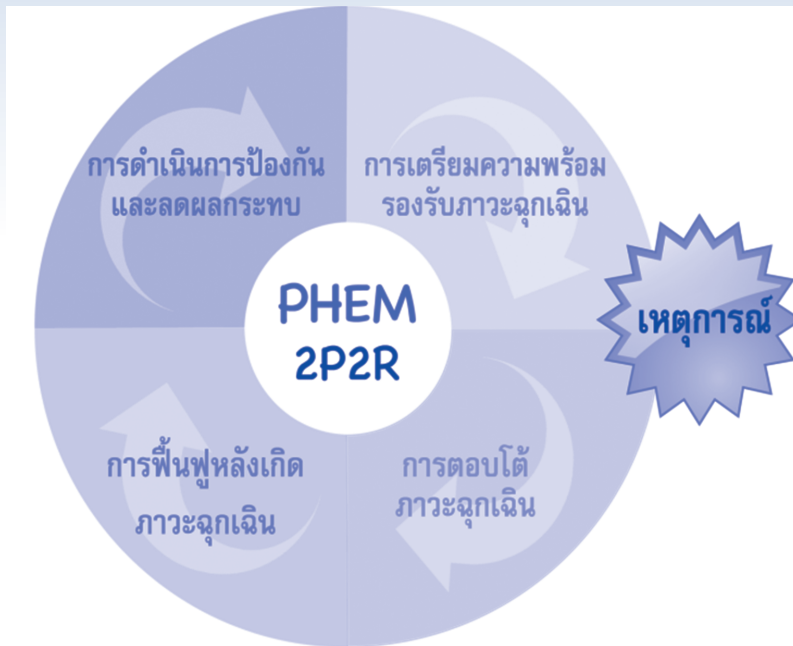 การดำเนินการป้องกัน
และลดผลกระทบ
การเตรียมความพร้อม
รองรับภาวะฉุกเฉิน
PHEM
2P2R
เหตุการณ์
การฟื้นฟูหลังเกิด
ภาวะฉุกเฉิน
การตอบโต้
ภาวะฉุกเฉิน